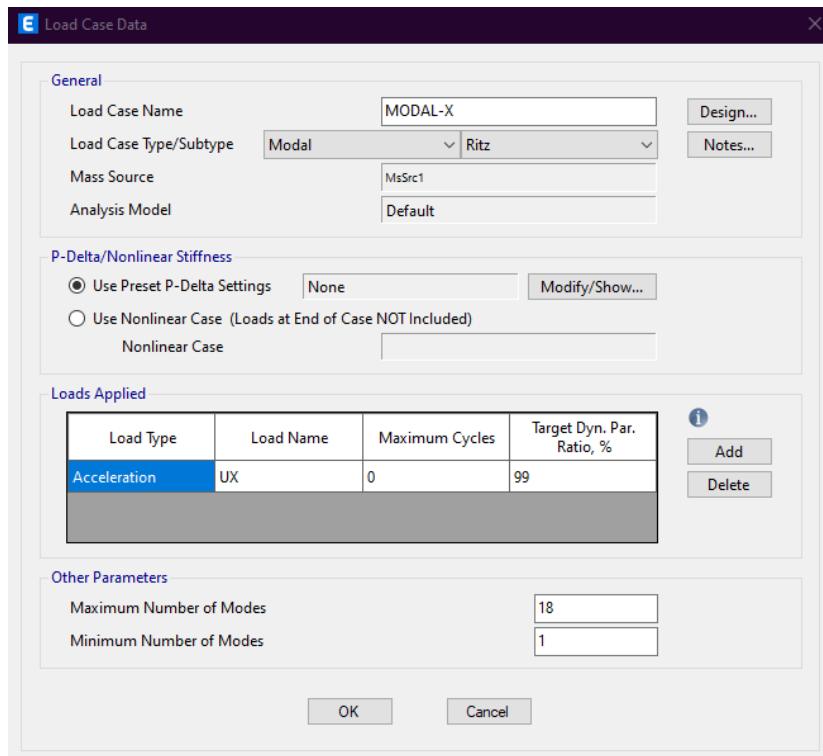 E Load Case Data
General
Load Case Name MODAL-X Design...
Load Case Type/Subtype Modal Ritz Notes...
Mass Source MsSrc1
Analysis Model Default
P-Delta/Nonlinear Stiffness
Use Preset P-Delta Settings None Modify/Show...
Use Nonlinear Case (Loads at End of Case NOT Included)
Nonlinear Case
Loads Applied
Load Type Load Name Maximum Cycles Target Dyn. Par. Ratio, %
Add
Acceleration UX 0 99
Delete
Other Parameters
Maximum Number of Modes 18
Minimum Number of Modes 1
OK Cancel